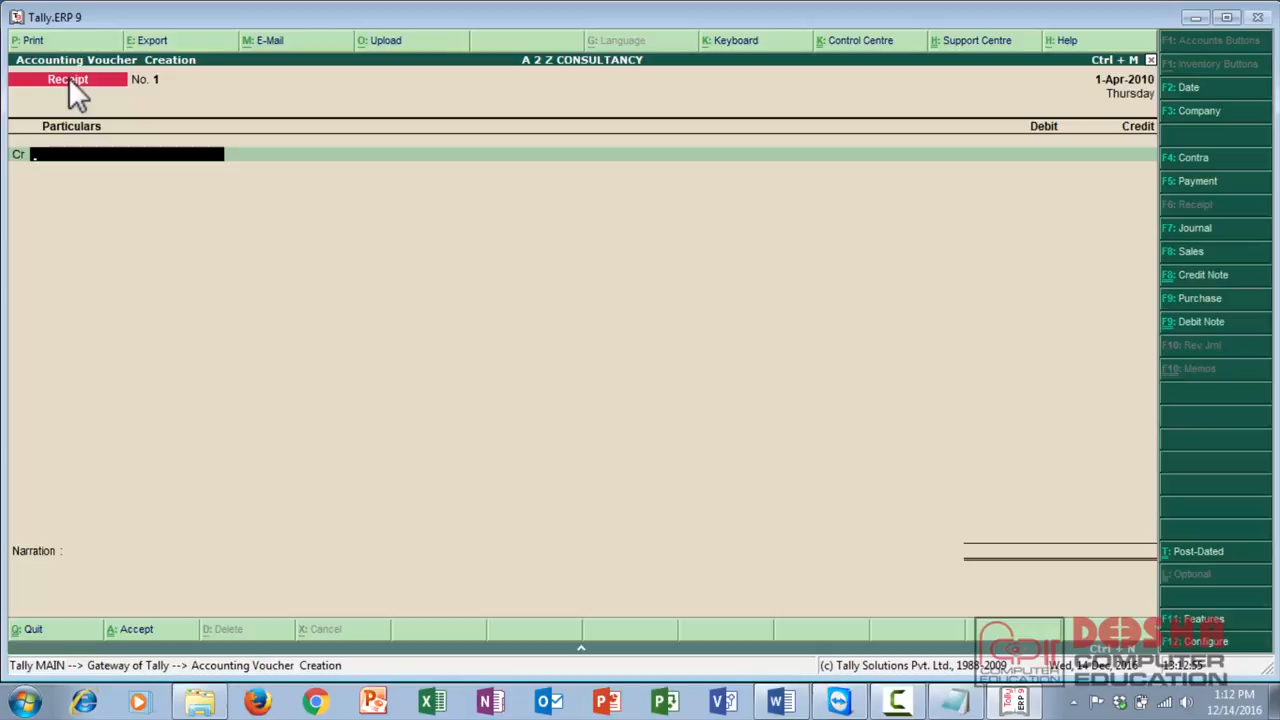 Tally.ERP 9
P: Print E: Export M: E-Mail O: Upload G: Language K: Keyboard K: Control Centre H: Support Centre H: Help
Accounting Voucher Creation A 2 Z CONSULTANCY Ctrl + M
Receipt No. 1 1-Apr-2010
Thursday
Particulars Debit Credit
Cr
Narration :
F1: Accounts Buttons
F1: Inventory Buttons
F2: Date
F3: Company
F4: Contra
F5: Payment
F6: Receipt
F7: Journal
F8: Sales
F8: Credit Note
F9: Purchase
F9: Debit Note
F10: Rev. Jrnl
F10: Memos
T: Post-Dated
L: Optional
F11: Features
F12: Configure
Q: Quit A: Accept D: Delete X: Cancel
Ctrl + N
Tally MAIN --> Gateway of Tally --> Accounting Voucher Creation (c) Tally Solutions Pvt. Ltd., 1988-2009 Wed, 14 Dec, 2016 13:12:55
COMPUTER
EDUCATION
1:12 PM
12/14/2016